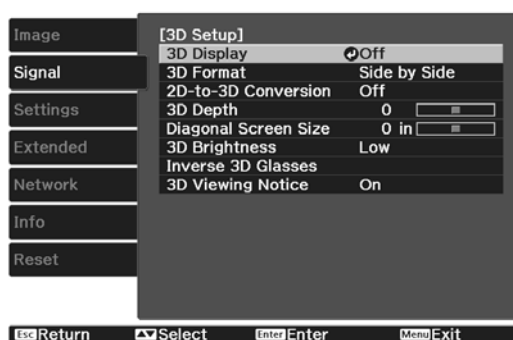 Image
Signal
Settings
Extended
Network
Info
Reset
[3D Setup]
3D Display Off
3D Format Side by Side
2D-to-3D Conversion Off
3D Depth 0
Diagonal Screen Size 0 in
3D Brightness Low
Inverse 3D Glasses
3D Viewing Notice On
Esc Return Select Enter Enter Menu Exit